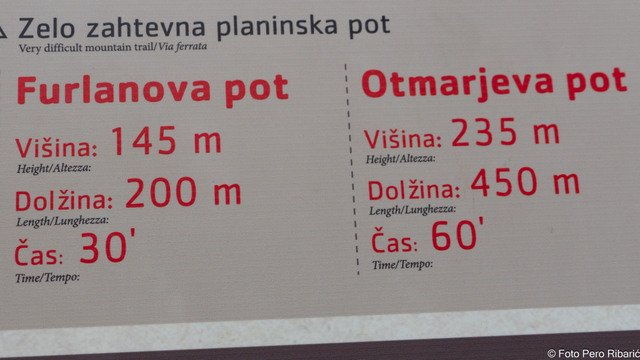 Zelo zahtevna planinska pot
Very difficult mountain trail/Via ferrata
Furlanova pot
Višina: 145 m
Height/Altezza:
Dolžina: 200 m
Length/Lunghezza:
Čas: 30'
Time/Tempo:
Otmarjeva pot
Višina: 235 m
Height/Altezza:
Dolžina: 450 m
Length/Lunghezza:
Čas: 60'
Time/Tempo:
© Foto Pero Ribarić